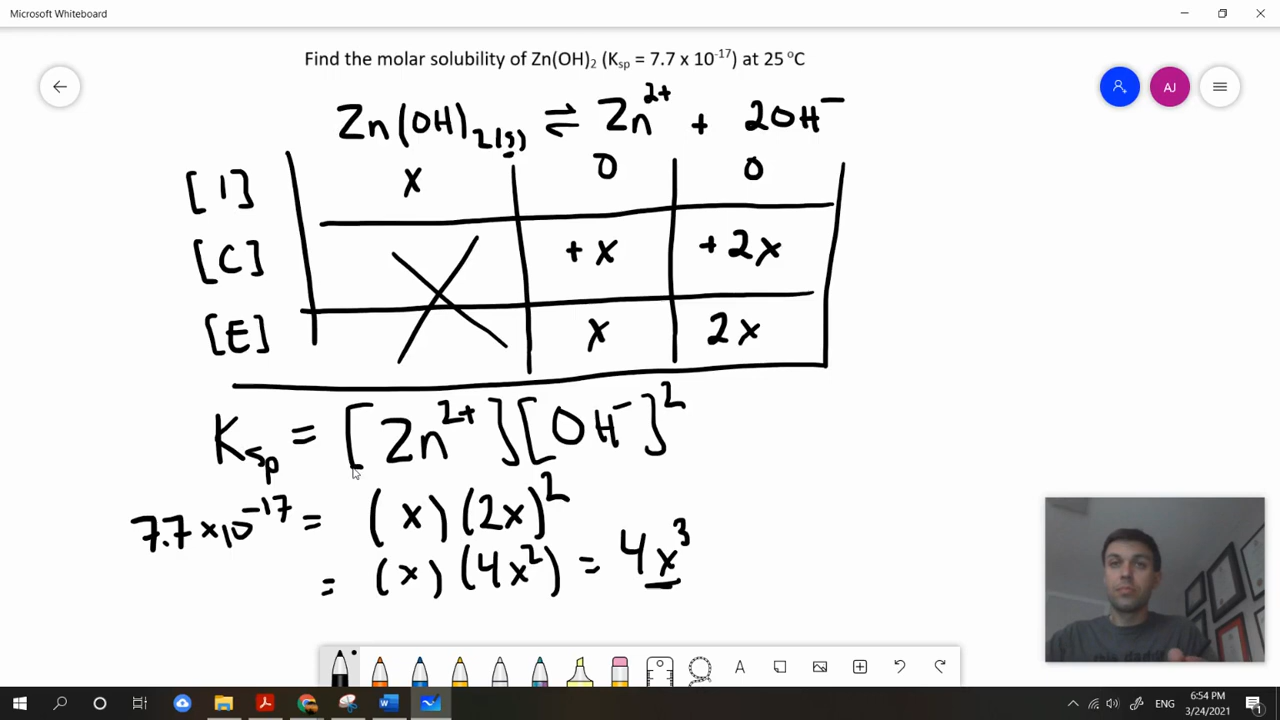 Microsoft Whiteboard
Find the molar solubility of Zn(OH)₂ (Kₛₚ = 7.7 x 10⁻¹⁷) at 25 °C
AJ
Zn(OH)₂₍ₛ₎ ⇌ Zn²⁺ + 2OH⁻
[I] x 0 0
[C] +x +2x
[E] x 2x
Kₛₚ = [Zn²⁺][OH⁻]²
7.7×10⁻¹⁷ = (x)(2x)²
= (x)(4x²) = 4x³
A
ENG
6:54 PM
3/24/2021
1